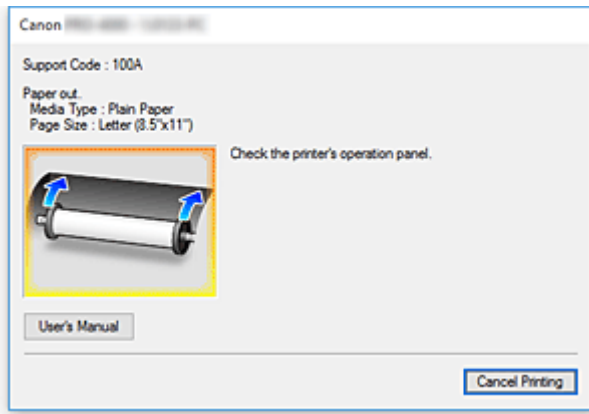 Canon
Support Code : 100A
Paper out.
Media Type : Plain Paper
Page Size : Letter (8.5"x11")
Check the printer's operation panel.
User's Manual
Cancel Printing